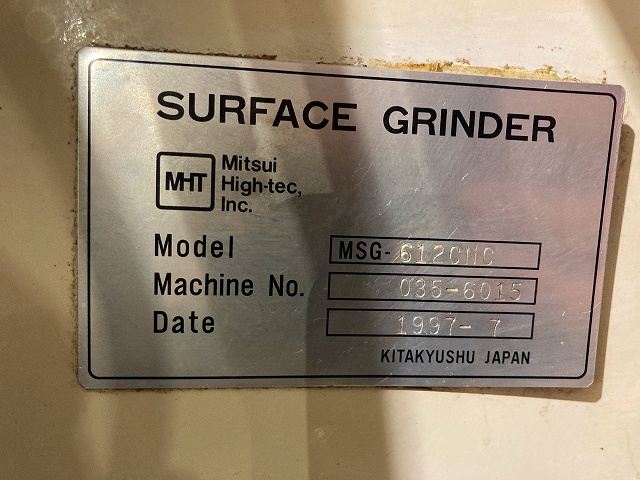 SURFACE GRINDER
MHT
Mitsui
High-tec,
Inc.
Model MSG-612CNC
Machine No. 035-6015
Date 1997-7
KITAKYUSHU JAPAN